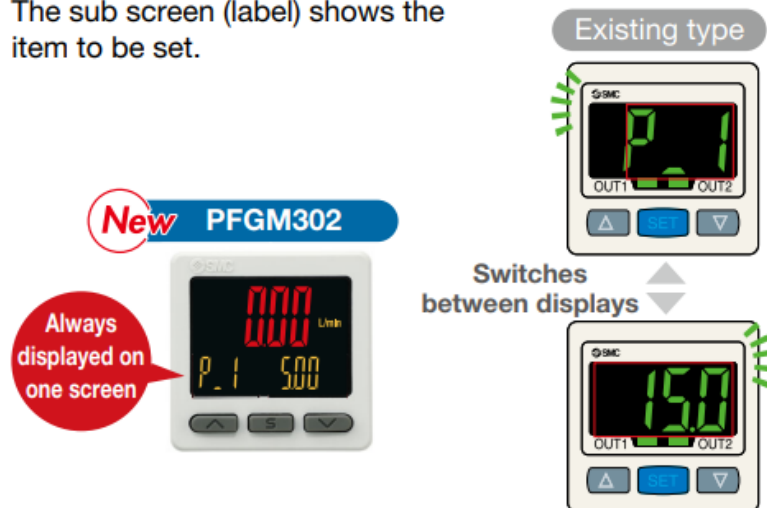 The sub screen (label) shows the
item to be set.
Existing type
SMC
P_1
OUT1 OUT2
SET
New PFGM302
SMC
0.00 L/min
P_1 5.00
S
Always
displayed on
one screen
Switches
between displays
SMC
15.0
OUT1 OUT2
SET